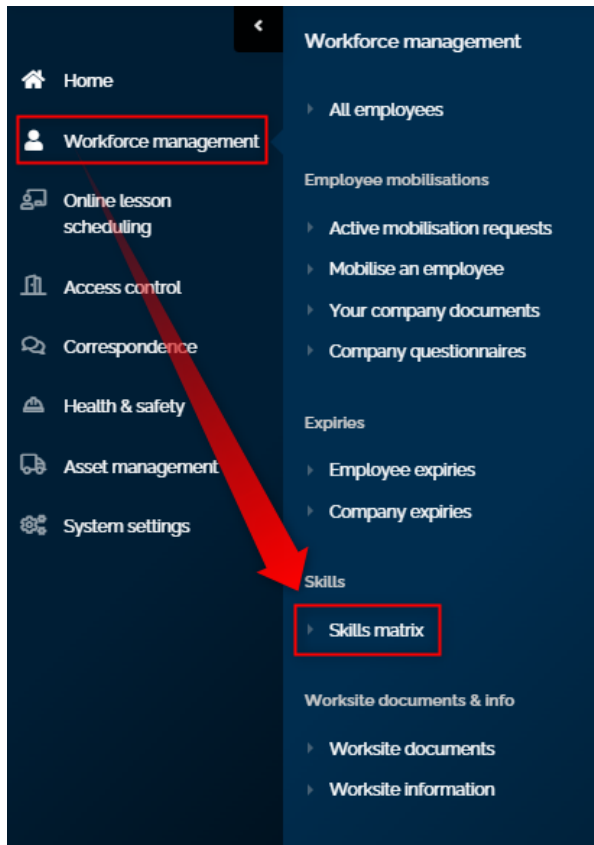 Home
Workforce management
Online lesson
scheduling
Access control
Correspondence
Health & safety
Asset management
System settings
Workforce management
All employees
Employee mobilisations
Active mobilisation requests
Mobilise an employee
Your company documents
Company questionnaires
Expiries
Employee expiries
Company expiries
Skills
Skills matrix
Worksite documents & info
Worksite documents
Worksite information